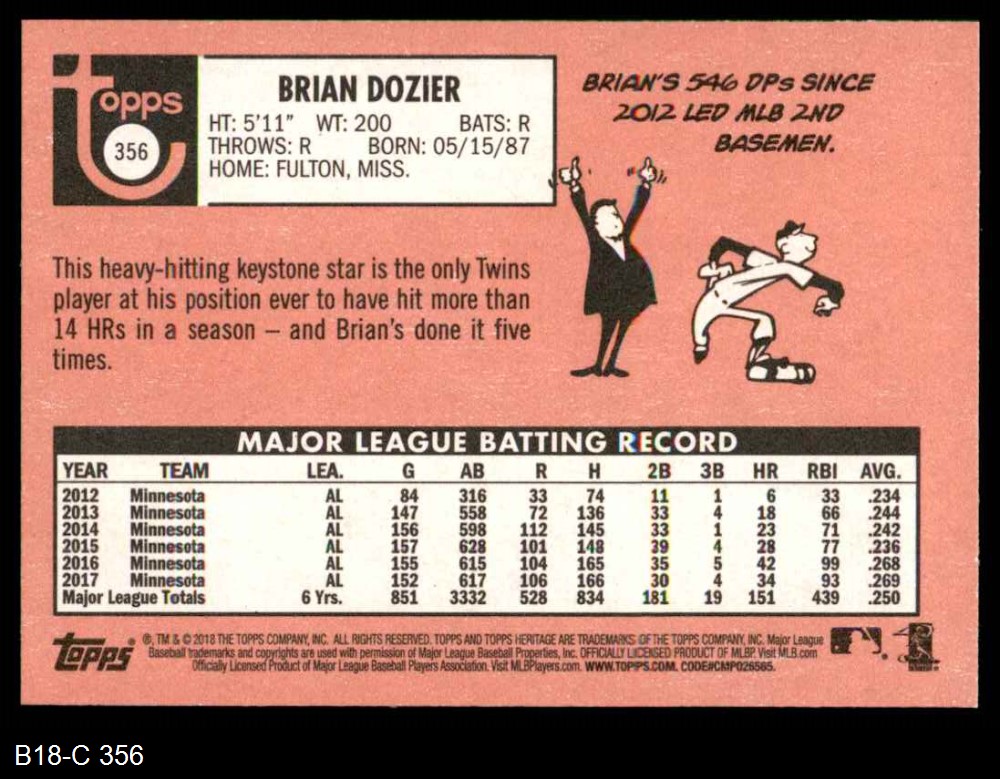 topps
356
BRIAN DOZIER
HT: 5'11" WT: 200 BATS: R
THROWS: R BORN: 05/15/87
HOME: FULTON, MISS.
BRIAN'S 546 DPs SINCE
2012 LED MLB 2ND
BASEMEN.
This heavy-hitting keystone star is the only Twins
player at his position ever to have hit more than
14 HRs in a season – and Brian's done it five
times.
MAJOR LEAGUE BATTING RECORD
YEAR TEAM LEA. G AB R H 2B 3B HR RBI AVG.
2012 Minnesota AL 84 316 33 74 11 1 6 33 .234
2013 Minnesota AL 147 558 72 136 33 4 18 66 .244
2014 Minnesota AL 156 598 112 145 33 1 23 71 .242
2015 Minnesota AL 157 628 101 148 39 4 28 77 .236
2016 Minnesota AL 155 615 104 165 35 5 42 99 .268
2017 Minnesota AL 152 617 106 166 30 4 34 93 .269
Major League Totals 6 Yrs. 851 3332 528 834 181 19 151 439 .250
topps
®, TM & © 2018 THE TOPPS COMPANY, INC. ALL RIGHTS RESERVED. TOPPS AND TOPPS HERITAGE ARE TRADEMARKS OF THE TOPPS COMPANY, INC. Major League
Baseball trademarks and copyrights are used with permission of Major League Baseball Properties, Inc. OFFICIALLY LICENSED PRODUCT OF MLBP. Visit MLB.com
Officially Licensed Product of Major League Baseball Players Association. Visit MLBPlayers.com. WWW.TOPPS.COM. CODE#CMP026565.
B18-C 356